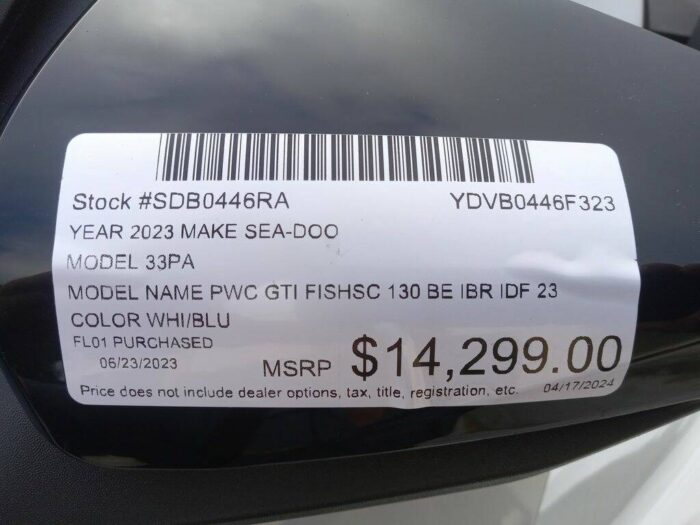 Stock #SDB0446RA YDVB0446F323
YEAR 2023 MAKE SEA-DOO
MODEL 33PA
MODEL NAME PWC GTI FISHSC 130 BE IBR IDF 23
COLOR WHI/BLU
FL01 PURCHASED
06/23/2023
MSRP $14,299.00
Price does not include dealer options, tax, title, registration, etc. 04/17/2024